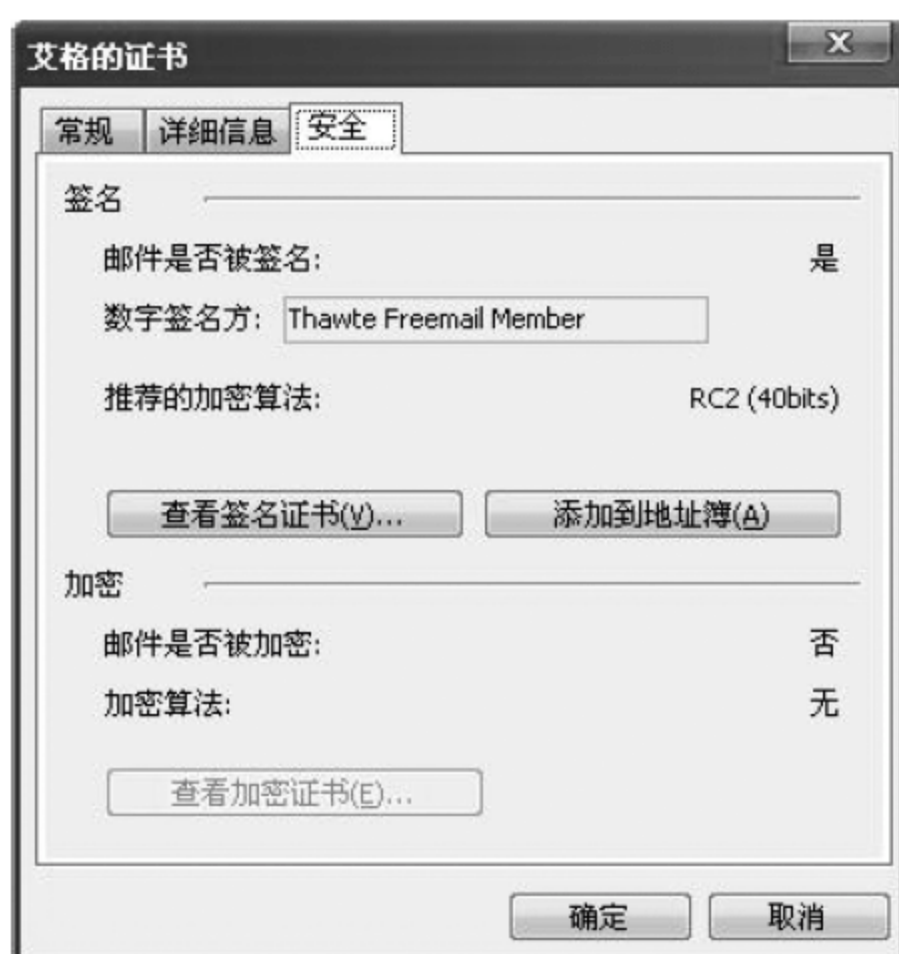 艾格的证书
常规 详细信息 安全
签名
邮件是否被签名: 是
数字签名方: Thawte Freemail Member
推荐的加密算法: RC2 (40bits)
查看签名证书(V)... 添加到地址簿(A)
加密
邮件是否被加密: 否
加密算法: 无
查看加密证书(E)...
确定 取消